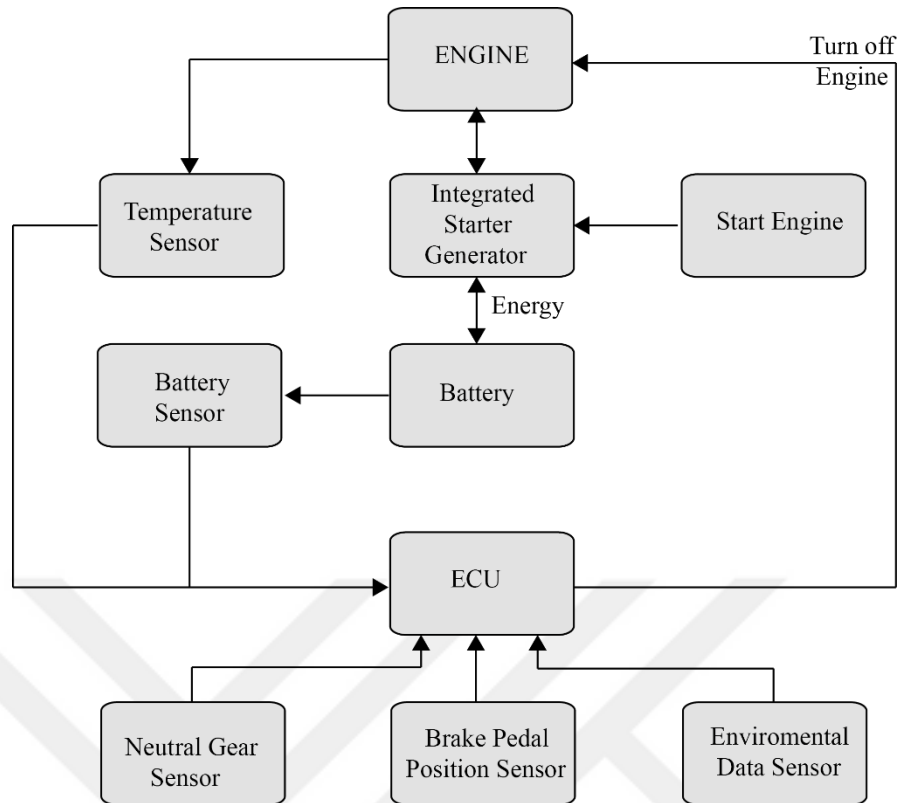 ENGINE
Turn off
Engine
Temperature
Sensor
Integrated
Starter
Generator
Start Engine
Energy
Battery
Sensor
Battery
ECU
Neutral Gear
Sensor
Brake Pedal
Position Sensor
Enviromental
Data Sensor